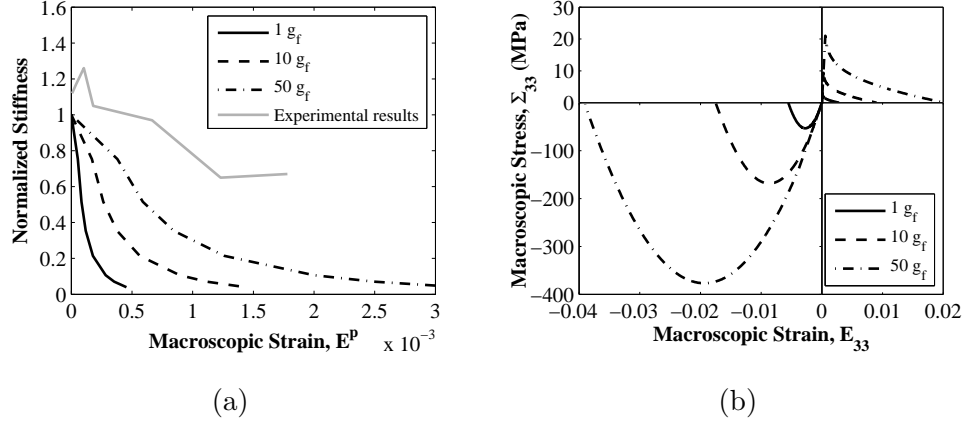 1.6
1.4
1.2
1
0.8
0.6
0.4
0.2
0
Normalized Stiffness
1 g_f
10 g_f
50 g_f
Experimental results
0 0.5 1 1.5 2 2.5 3
Macroscopic Strain, E^p x 10^−3
(a)
30
20
10
0
−100
−200
−300
−400
Macroscopic Stress, Σ_33 (MPa)
1 g_f
10 g_f
50 g_f
−0.04 −0.03 −0.02 −0.01 0 0.01 0.02
Macroscopic Strain, E_33
(b)